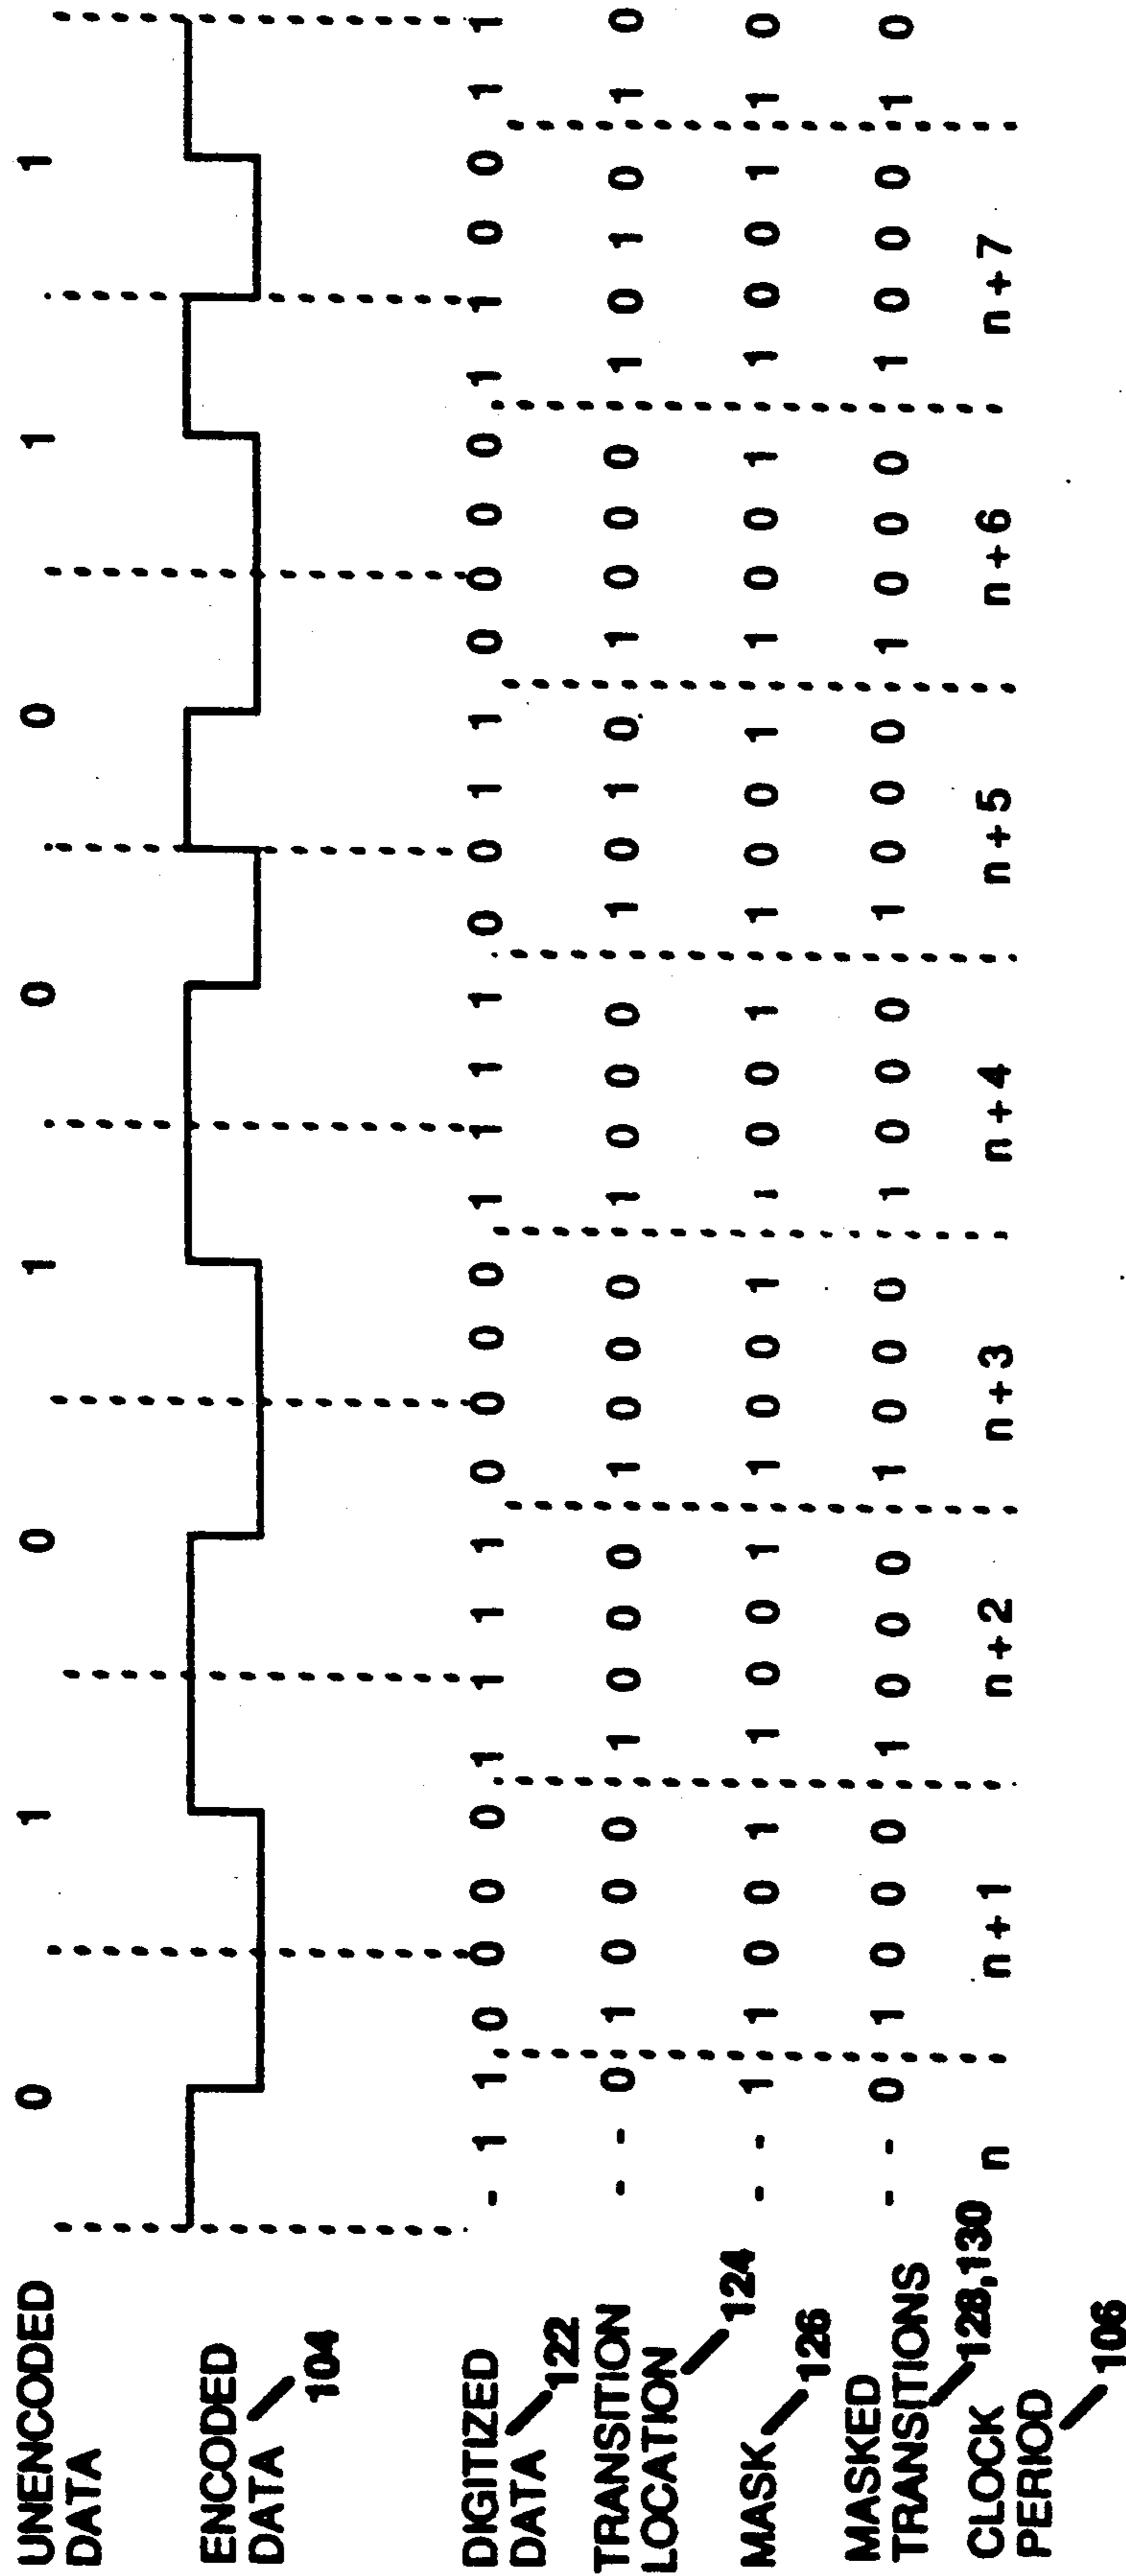 UNENCODED DATA 0 1 0 1 0 0 1 1
ENCODED DATA 104
DIGITIZED DATA 122 - 1 1 0 0 0 0 1 1 1 1 0 0 0 0 1 1 1 1 0 0 1 1 0 0 0 0 1 1 0 0 1 1
TRANSITION LOCATION 124 - - 0 1 0 0 0 1 0 0 0 1 0 0 0 1 0 0 0 1 0 1 0 1 0 0 0 1 0 1 0 1 0
MASK 126 - - 1 1 0 0 1 1 0 0 1 1 0 0 1 1 0 0 1 1 0 0 1 1 0 0 1 1 0 0 1 1 0
MASKED TRANSITIONS 128,130 - - 0 1 0 0 0 1 0 0 0 1 0 0 0 1 0 0 0 1 0 0 0 1 0 0 0 1 0 0 0 1 0
CLOCK PERIOD 106 n n+1 n+2 n+3 n+4 n+5 n+6 n+7